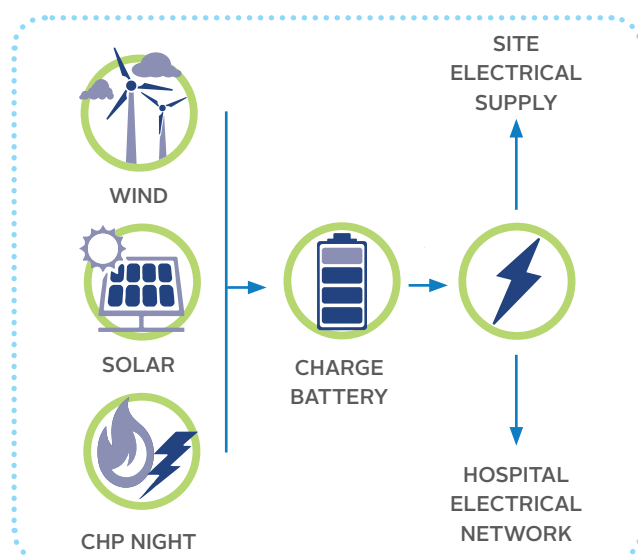 WIND
SOLAR
CHP NIGHT
CHARGE
BATTERY
SITE
ELECTRICAL
SUPPLY
HOSPITAL
ELECTRICAL
NETWORK